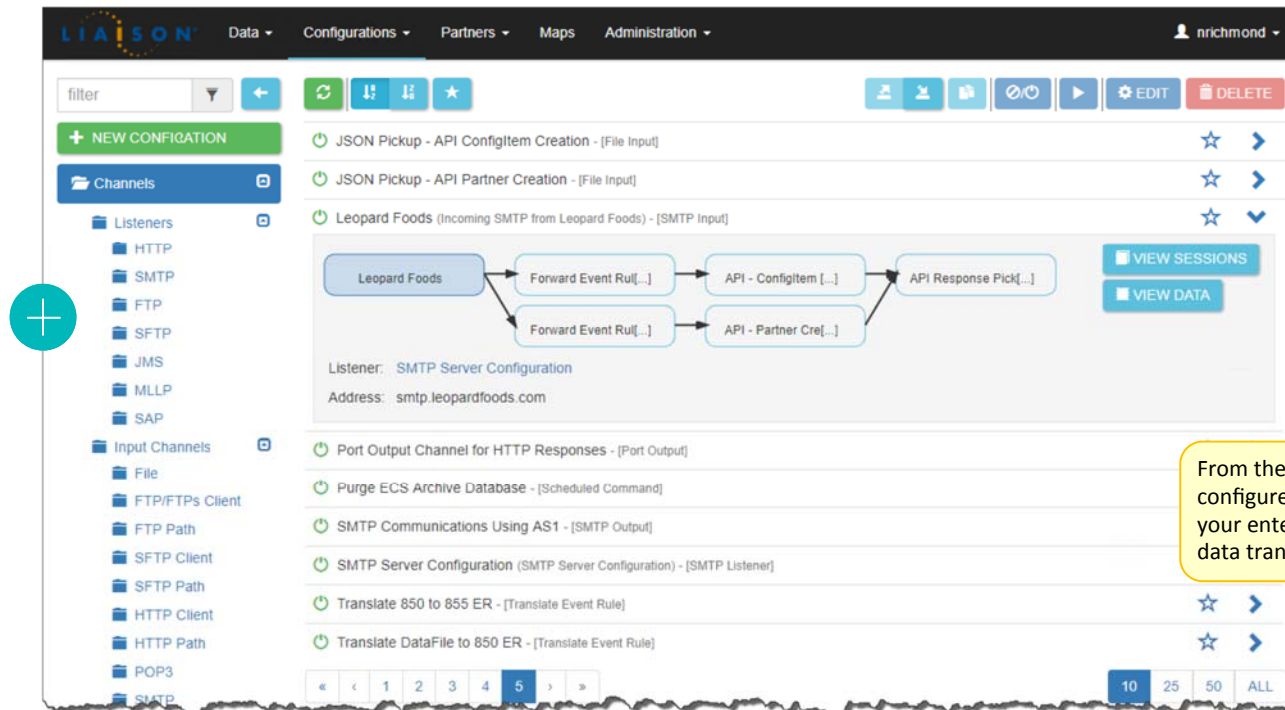 LIAISON Data Configurations Partners Maps Administration nrichmond
filter
EDIT DELETE
+ NEW CONFIGATION
Channels
Listeners
HTTP
SMTP
FTP
SFTP
JMS
MLLP
SAP
Input Channels
File
FTP/FTPs Client
FTP Path
SFTP Client
SFTP Path
HTTP Client
HTTP Path
POP3
SMTP
JSON Pickup - API ConfigItem Creation - [File Input]
JSON Pickup - API Partner Creation - [File Input]
Leopard Foods (Incoming SMTP from Leopard Foods) - [SMTP Input]
Leopard Foods Forward Event Rul[...] API - ConfigItem [...] API Response Pick[...]
Forward Event Rul[...] API - Partner Cre[...]
VIEW SESSIONS
VIEW DATA
Listener: SMTP Server Configuration
Address: smtp.leopardfoods.com
Port Output Channel for HTTP Responses - [Port Output]
Purge ECS Archive Database - [Scheduled Command]
SMTP Communications Using AS1 - [SMTP Output]
SMTP Server Configuration (SMTP Server Configuration) - [SMTP Listener]
Translate 850 to 855 ER - [Translate Event Rule]
Translate DataFile to 850 ER - [Translate Event Rule]
« ‹ 1 2 3 4 5 › »
10 25 50 ALL
From the
configure
your ente
data tran